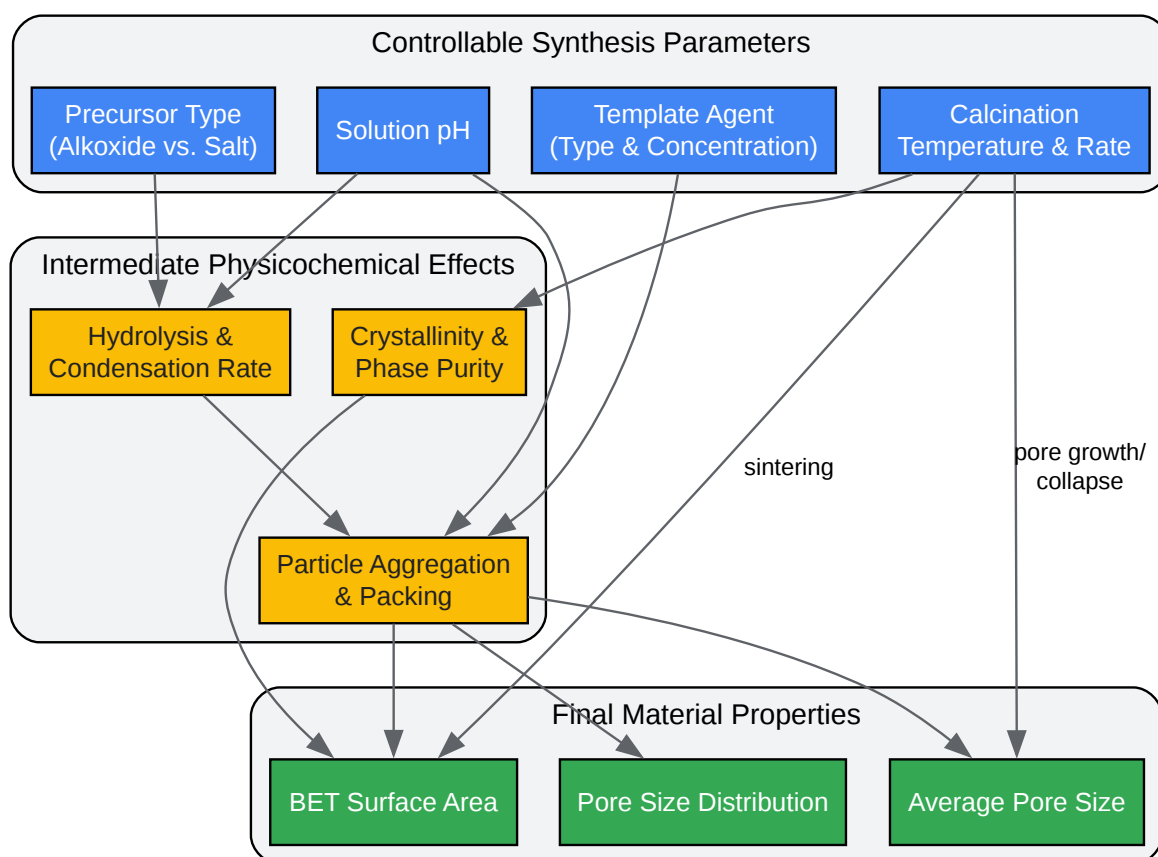 Controllable Synthesis Parameters
Precursor Type
(Alkoxide vs. Salt)
Solution pH
Template Agent
(Type & Concentration)
Calcination
Temperature & Rate
Intermediate Physicochemical Effects
Hydrolysis &
Condensation Rate
Crystallinity &
Phase Purity
sintering
pore growth/
collapse
Particle Aggregation
& Packing
Final Material Properties
BET Surface Area
Pore Size Distribution
Average Pore Size